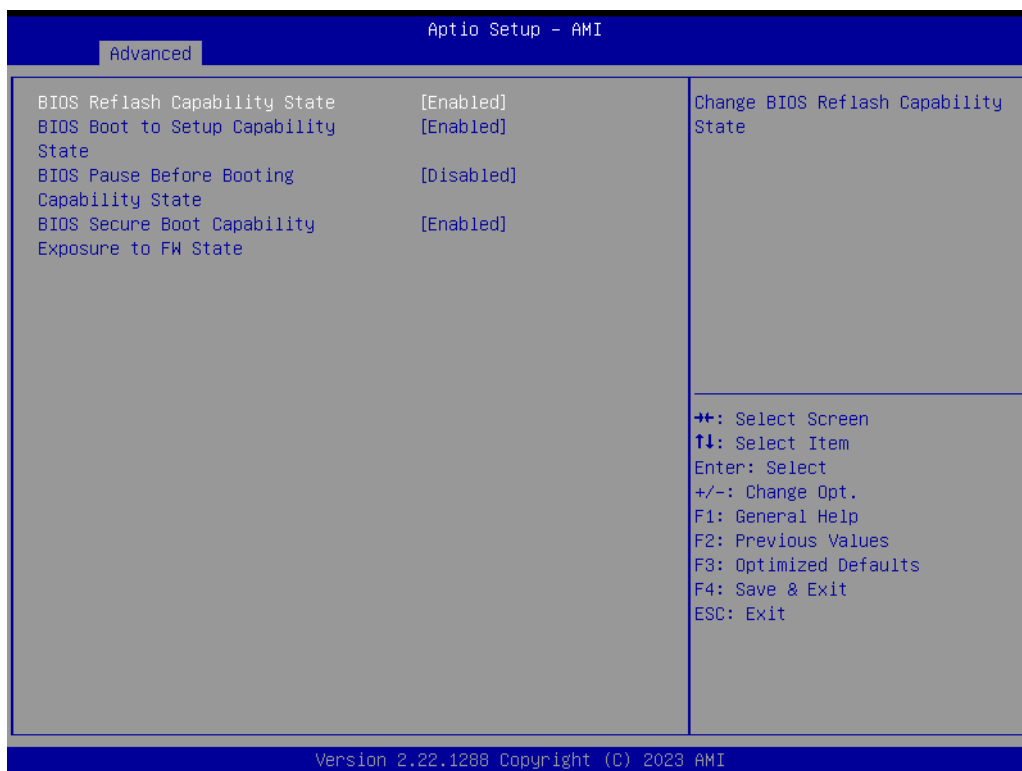 Aptio Setup - AMI
Advanced
BIOS Reflash Capability State [Enabled]
BIOS Boot to Setup Capability [Enabled]
State
BIOS Pause Before Booting [Disabled]
Capability State
BIOS Secure Boot Capability [Enabled]
Exposure to FW State
Change BIOS Reflash Capability
State
→←: Select Screen
↑↓: Select Item
Enter: Select
+/-: Change Opt.
F1: General Help
F2: Previous Values
F3: Optimized Defaults
F4: Save & Exit
ESC: Exit
Version 2.22.1288 Copyright (C) 2023 AMI